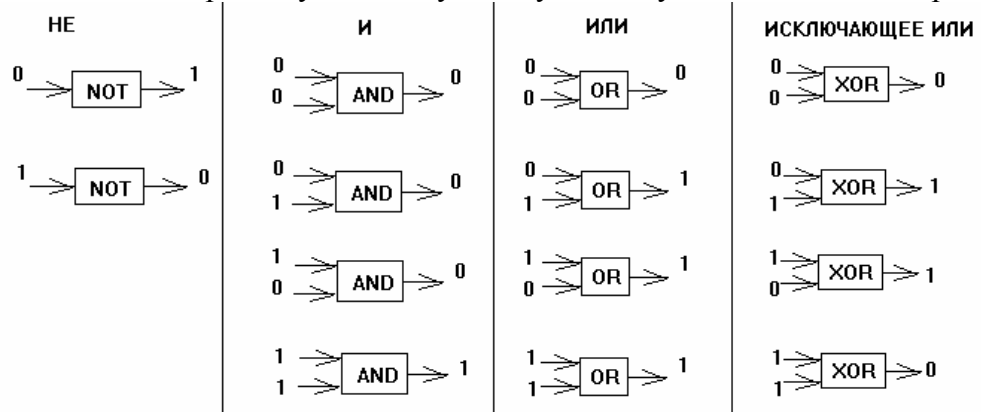 НЕ
0 NOT 1
1 NOT 0
И
0 0 AND 0
0 1 AND 0
1 0 AND 0
1 1 AND 1
ИЛИ
0 0 OR 0
0 1 OR 1
1 0 OR 1
1 1 OR 1
ИСКЛЮЧАЮЩЕЕ ИЛИ
0 0 XOR 0
0 1 XOR 1
1 0 XOR 1
1 1 XOR 0